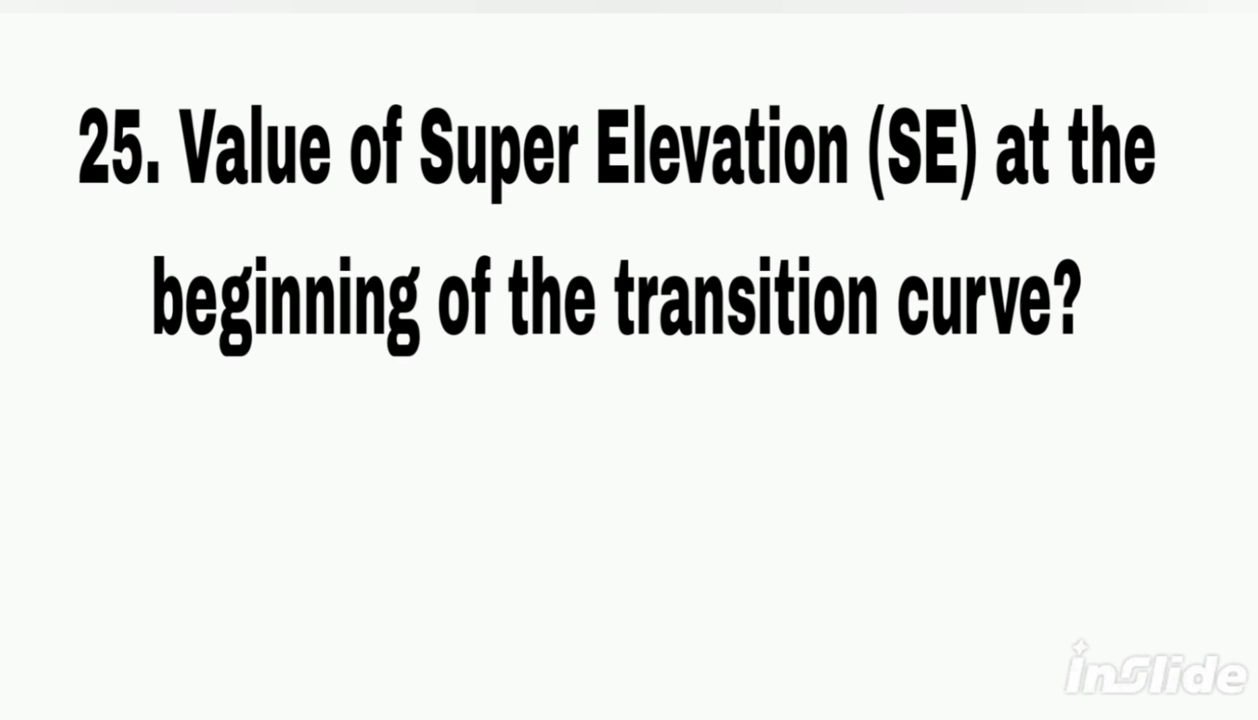 25. Value of Super Elevation (SE) at the
beginning of the transition curve?
inSlide